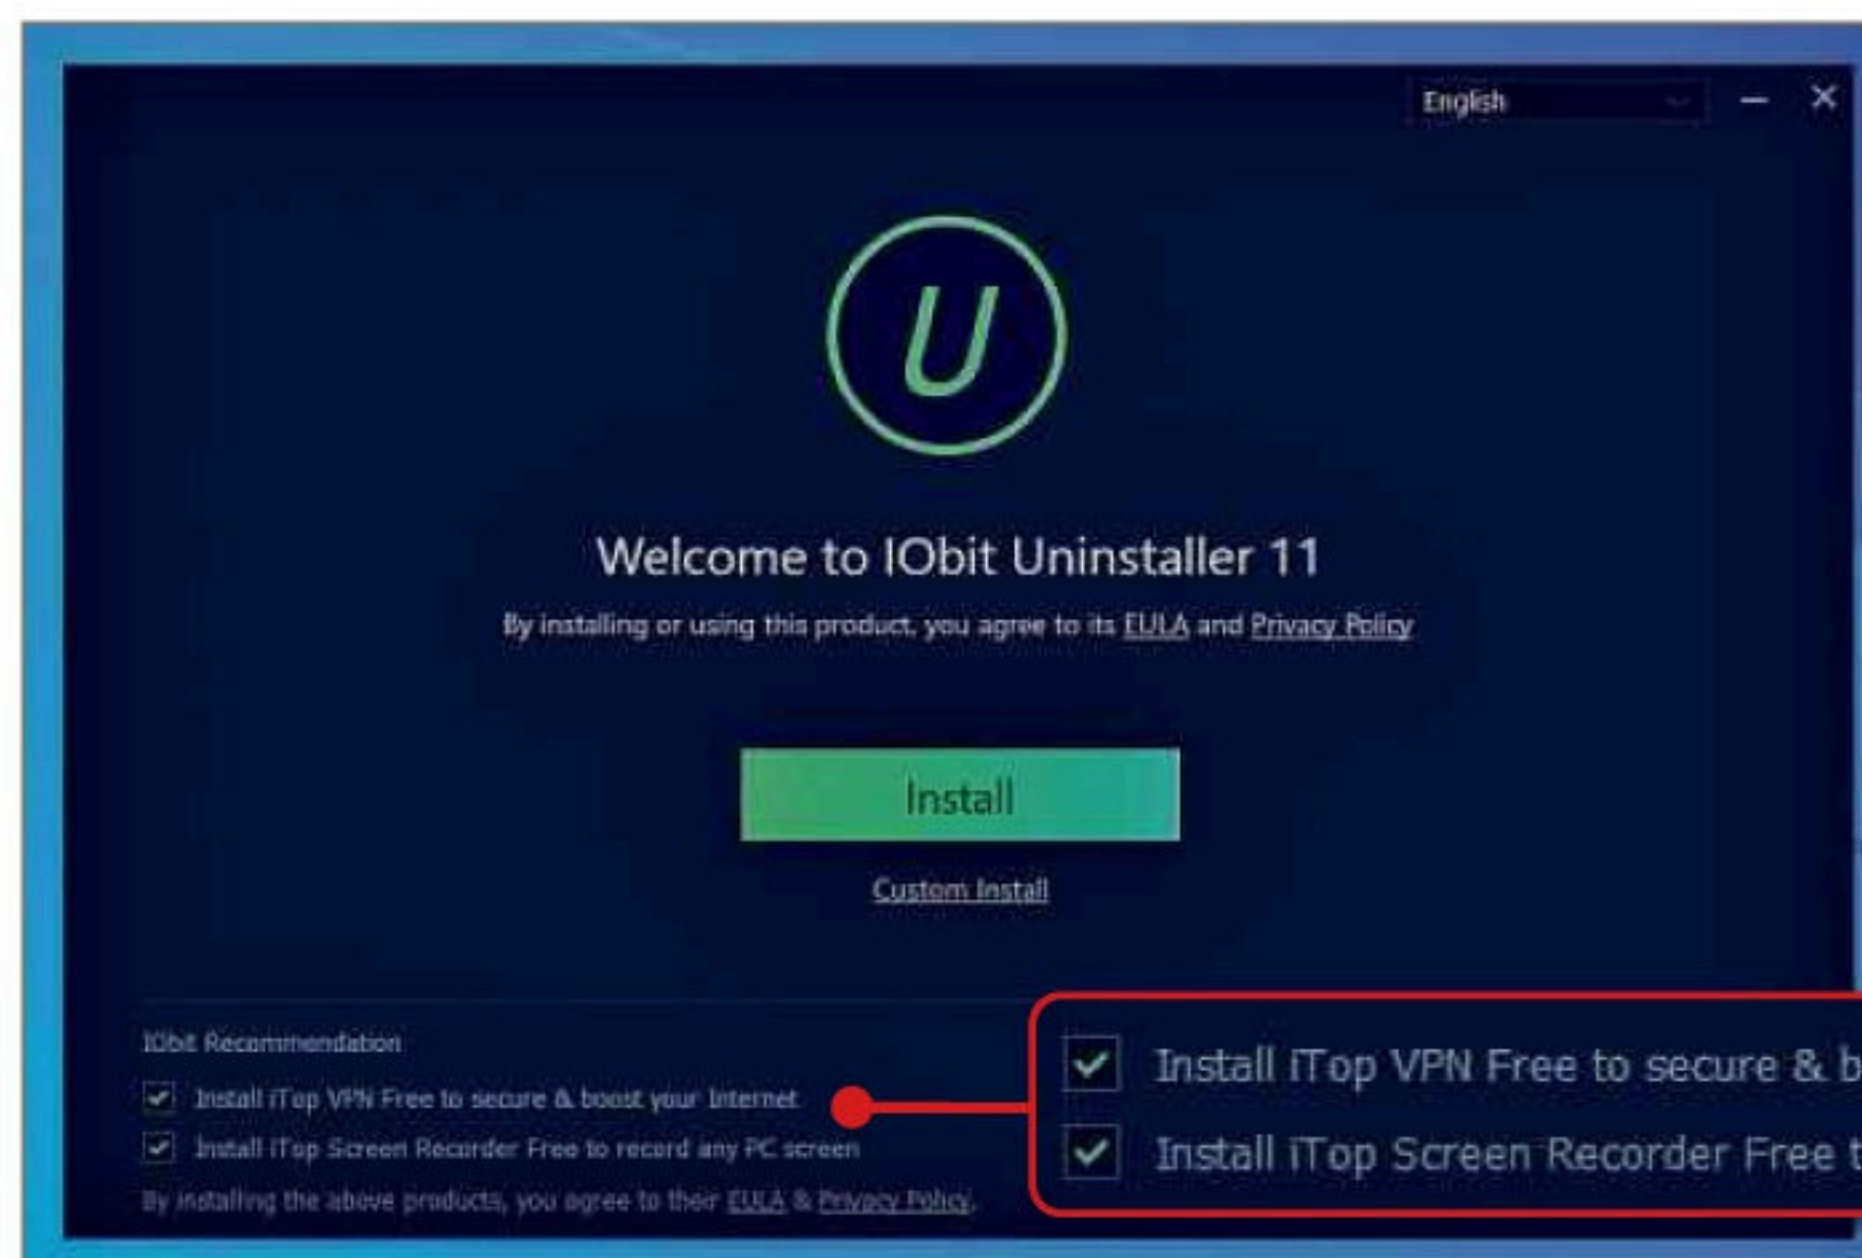 English
U
Welcome to IObit Uninstaller 11
By installing or using this product, you agree to its EULA and Privacy Policy
Install
Custom Install
IObit Recommendation
Install iTop VPN Free to secure & boost your Internet
Install iTop Screen Recorder Free to record any PC screen
By installing the above products, you agree to their EULA & Privacy Policy.
Install iTop VPN Free to secure & b
Install iTop Screen Recorder Free t